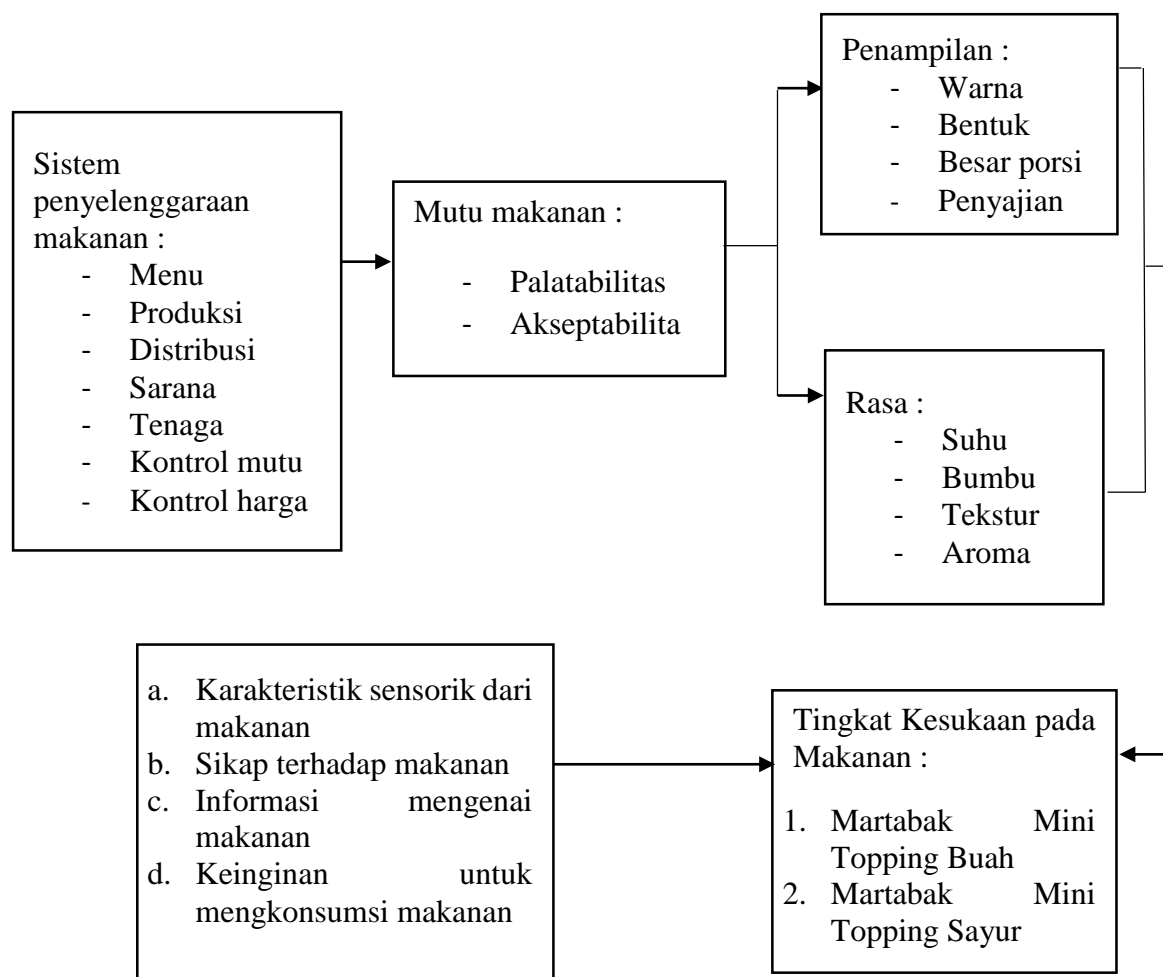 Sistem
penyelenggaraan
makanan :
- Menu
- Produksi
- Distribusi
- Sarana
- Tenaga
- Kontrol mutu
- Kontrol harga
Mutu makanan :
- Palatabilitas
- Akseptabilita
Penampilan :
- Warna
- Bentuk
- Besar porsi
- Penyajian
Rasa :
- Suhu
- Bumbu
- Tekstur
- Aroma
a. Karakteristik sensorik dari
makanan
b. Sikap terhadap makanan
c. Informasi mengenai
makanan
d. Keinginan untuk
mengkonsumsi makanan
Tingkat Kesukaan pada
Makanan :
1. Martabak Mini
Topping Buah
2. Martabak Mini
Topping Sayur